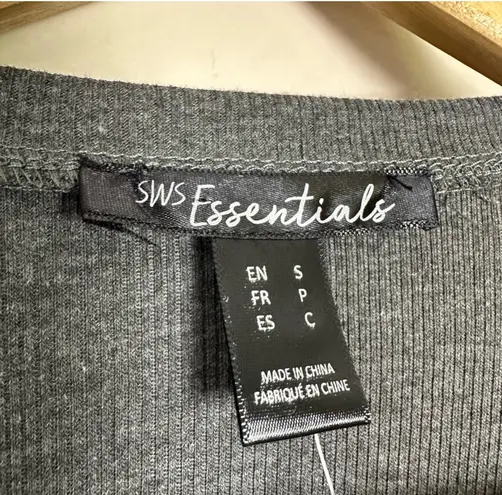 SWS Essentials
EN S
FR P
ES C
MADE IN CHINA
FABRIQUÉ EN CHINE